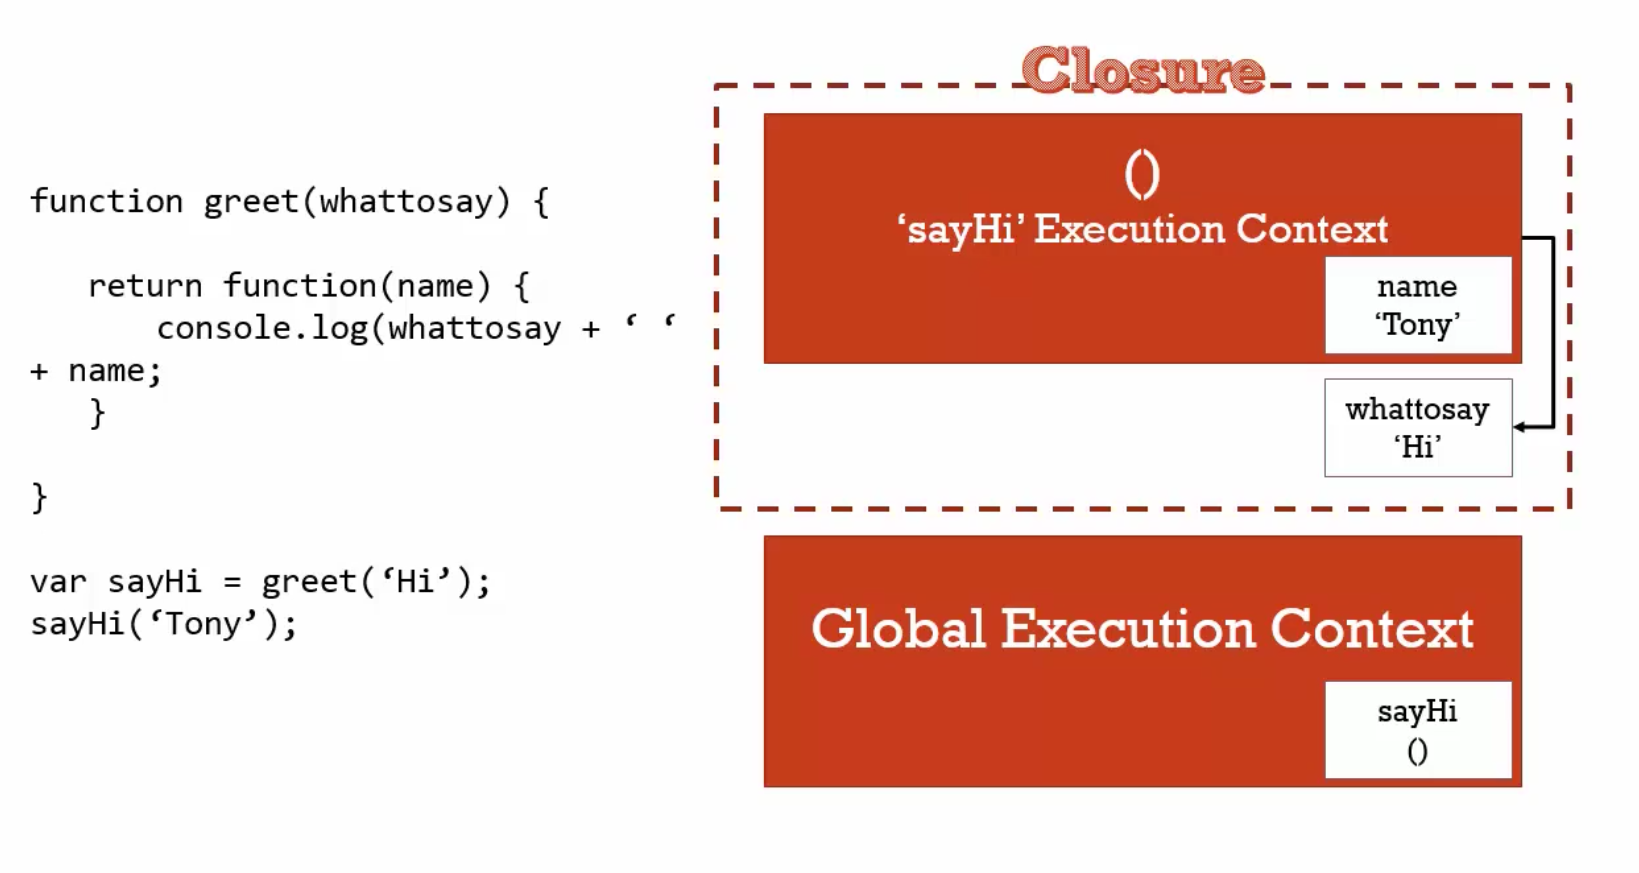 function greet(whattosay) {
return function(name) {
console.log(whattosay + ‘ ‘
+ name;
}
}
var sayHi = greet(‘Hi’);
sayHi(‘Tony’);
Closure
()
‘sayHi’ Execution Context
name
‘Tony’
whattosay
‘Hi’
Global Execution Context
sayHi
()